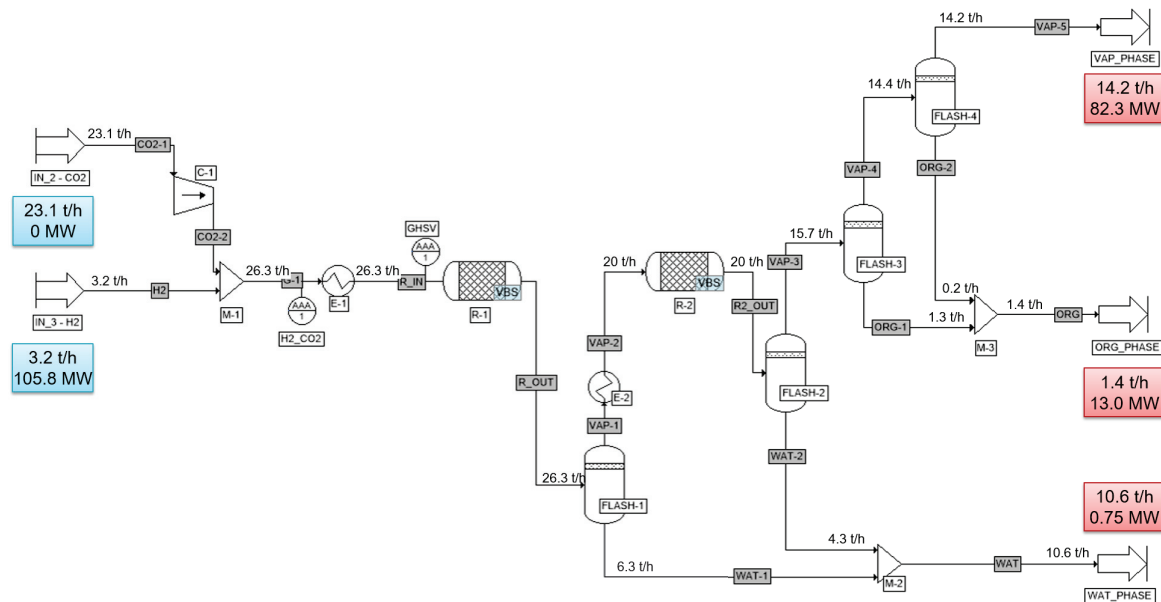 14.2 t/h
VAP-5
VAP_PHASE
14.2 t/h
82.3 MW
14.4 t/h
FLASH-4
23.1 t/h
CO2-1
IN_2 - CO2
C-1
VAP-4
ORG-2
23.1 t/h
0 MW
CO2-2
GHSV
AAA
1
15.7 t/h
FLASH-3
26.3 t/h
26.3 t/h
20 t/h
20 t/h
VAP-3
3.2 t/h
H2
G-1
R_IN
VBS
VBS
0.2 t/h
1.4 t/h
ORG
IN_3 - H2
M-1
AAA
1
E-1
R-1
R-2
R2_OUT
ORG-1
1.3 t/h
M-3
ORG_PHASE
H2_CO2
3.2 t/h
105.8 MW
VAP-2
R_OUT
E-2
FLASH-2
1.4 t/h
13.0 MW
VAP-1
WAT-2
26.3 t/h
FLASH-1
10.6 t/h
0.75 MW
4.3 t/h
6.3 t/h
WAT-1
M-2
WAT
10.6 t/h
WAT_PHASE